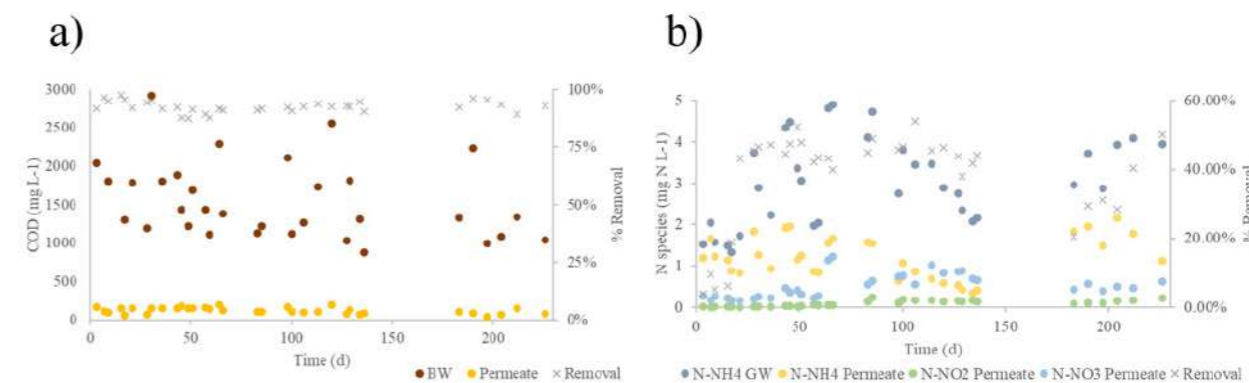 a)
3000
2500
2000
1500
1000
500
0
COD (mg L-1)
100%
75%
50%
25%
0%
% Removal
0 50 100 150 200
Time (d)
BW Permeate Removal
b)
5
4
3
2
1
0
N species (mg N L-1)
60.00%
40.00%
20.00%
0.00%
% Removal
0 50 100 150 200
Time (d)
N-NH4 GW N-NH4 Permeate N-NO2 Permeate N-NO3 Permeate Removal